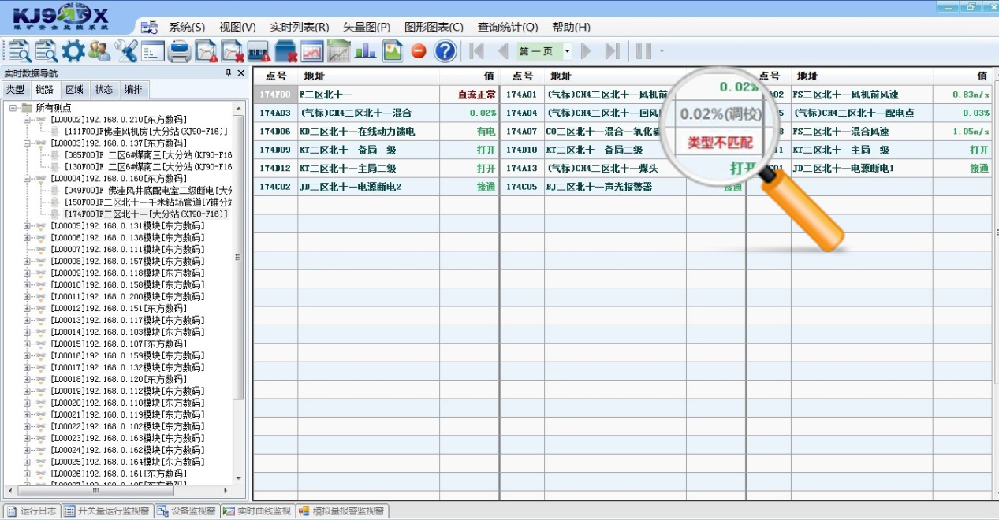 KJ90X
煤矿安全监控系统
系统(S) 视图(V) 实时列表(R) 矢量图(P) 图形图表(C) 查询统计(Q) 帮助(H)
第一页
实时数据导航
类型 链路 区域 状态 编排
所有测点
[L00002]192.168.0.210[东方数码]
[111F00]F佛洼风机房[大分站(KJ90-F16)]
[L00003]192.168.0.137[东方数码]
[085F00]F 二区6#煤南三[大分站(KJ90-F16
[130F00]F 二区6#煤南二[大分站(KJ90-F16
[L00004]192.168.0.160[东方数码]
[049F00]F 佛洼风井底配电室二级断电[大分
[150F00]F二区北十一千米钻场管道[V锥分站
[174F00]F二区北十一[大分站(KJ90-F16)]
[L00005]192.168.0.131模块[东方数码]
[L00006]192.168.0.138模块[东方数码]
[L00007]192.168.0.111模块[东方数码]
[L00008]192.168.0.157模块[东方数码]
[L00009]192.168.0.118模块[东方数码]
[L00010]192.168.0.158模块[东方数码]
[L00011]192.168.0.200模块[东方数码]
[L00012]192.168.0.151[东方数码]
[L00013]192.168.0.117模块[东方数码]
[L00014]192.168.0.103模块[东方数码]
[L00015]192.168.0.107[东方数码]
[L00016]192.168.0.159模块[东方数码]
[L00017]192.168.0.132模块[东方数码]
[L00018]192.168.0.120[东方数码]
[L00019]192.168.0.112模块[东方数码]
[L00020]192.168.0.110模块[东方数码]
[L00021]192.168.0.119模块[东方数码]
[L00022]192.168.0.102模块[东方数码]
[L00023]192.168.0.163模块[东方数码]
[L00024]192.168.0.162模块[东方数码]
[L00025]192.168.0.164模块[东方数码]
[L00026]192.168.0.161[东方数码]
点号 地址 值 点号 地址 点号 地址 值
174F00 F二区北十一 直流正常 174A01 (气标)CH4二区北十一风机前 0.02% A02 FS二区北十一风机前风速 0.83m/s
174A03 (气标)CH4二区北十一混合 0.02% 174A04 (气标)CH4二区北十一回风 0.02%(调校) 5 (气标)CH4二区北十一配电点 0.03%
174D06 KD二区北十一在线动力馈电 有电 174A07 CO二区北十一混合一氧化碳 类型不匹配 8 FS二区北十一混合风速 1.05m/s
174D09 KT二区北十一备局一级 打开 174D10 KT二区北十一备局二级 打开 11 KT二区北十一主局一级 打开
174D12 KT二区北十一主局二级 打开 174A13 (气标)CH4二区北十一煤头 C01 JD二区北十一电源断电1 接通
174C02 JD二区北十一电源断电2 接通 174C05 BJ二区北十一声光报警器 接通
运行日志 开关量运行监视窗 设备监视窗 实时曲线监视 模拟量报警监视窗